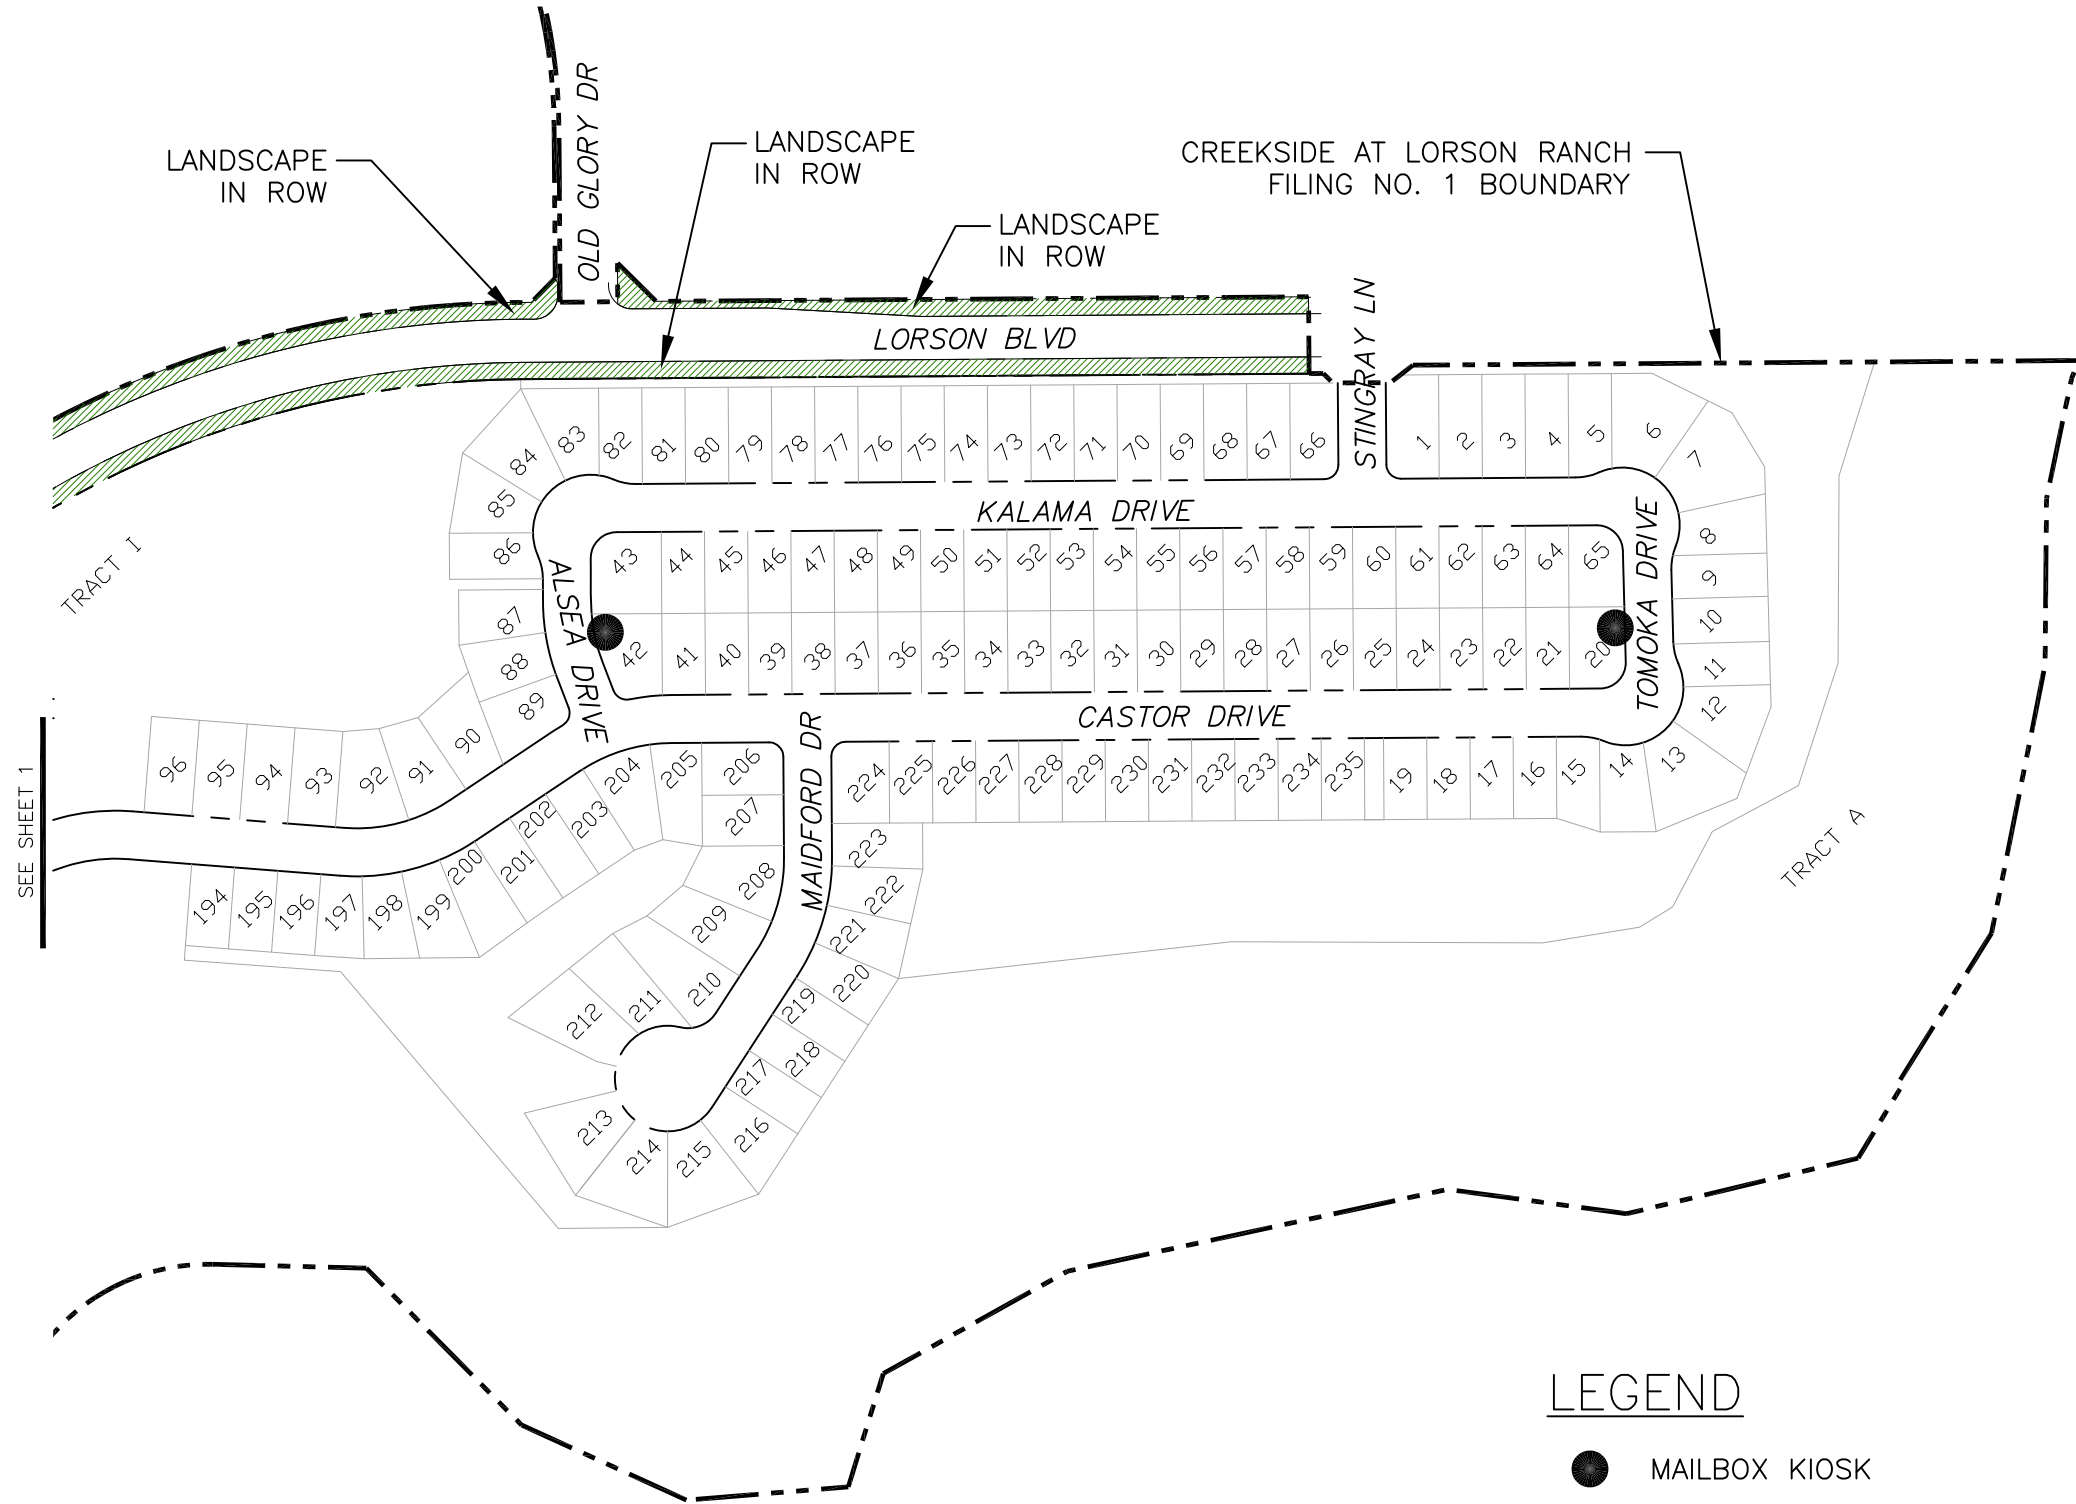 OLD GLORY DR
LANDSCAPE
IN ROW
LANDSCAPE
IN ROW
LANDSCAPE
IN ROW
CREEKSIDE AT LORSON RANCH
FILING NO. 1 BOUNDARY
LORSON BLVD
STINGRAY LN
TRACT I
84 83 82 81 80 79 78 77 76 75 74 73 72 71 70 69 68 67 66
1 2 3 4 5 6 7
85
86
KALAMA DRIVE
TOMOKA DRIVE
ALSEA DRIVE
43 44 45 46 47 48 49 50 51 52 53 54 55 56 57 58 59 60 61 62 63 64 65
8
9
10
11
12
13
87
88
89
90
42 41 40 39 38 37 36 35 34 33 32 31 30 29 28 27 26 25 24 23 22 21 20
CASTOR DRIVE
MAIDFORD DR
96 95 94 93 92 91
204 205 206
207
208
224 225 226 227 228 229 230 231 232 233 234 235 19 18 17 16 15 14
SEE SHEET 1
194 195 196 197 198 199 200 201 202 203
223
222
221
220
219
218
217
216
215
214
213
212
211
210
209
TRACT A
LEGEND
MAILBOX KIOSK